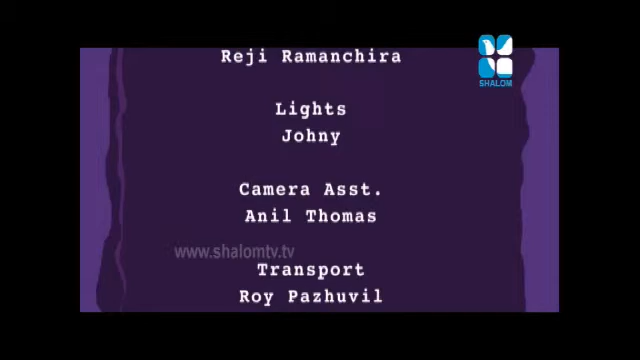 Reji Ramanchira
SHALOM
Lights
Johny
Camera Asst.
Anil Thomas
www.shalomtv.tv
Transport
Roy Pazhuvil